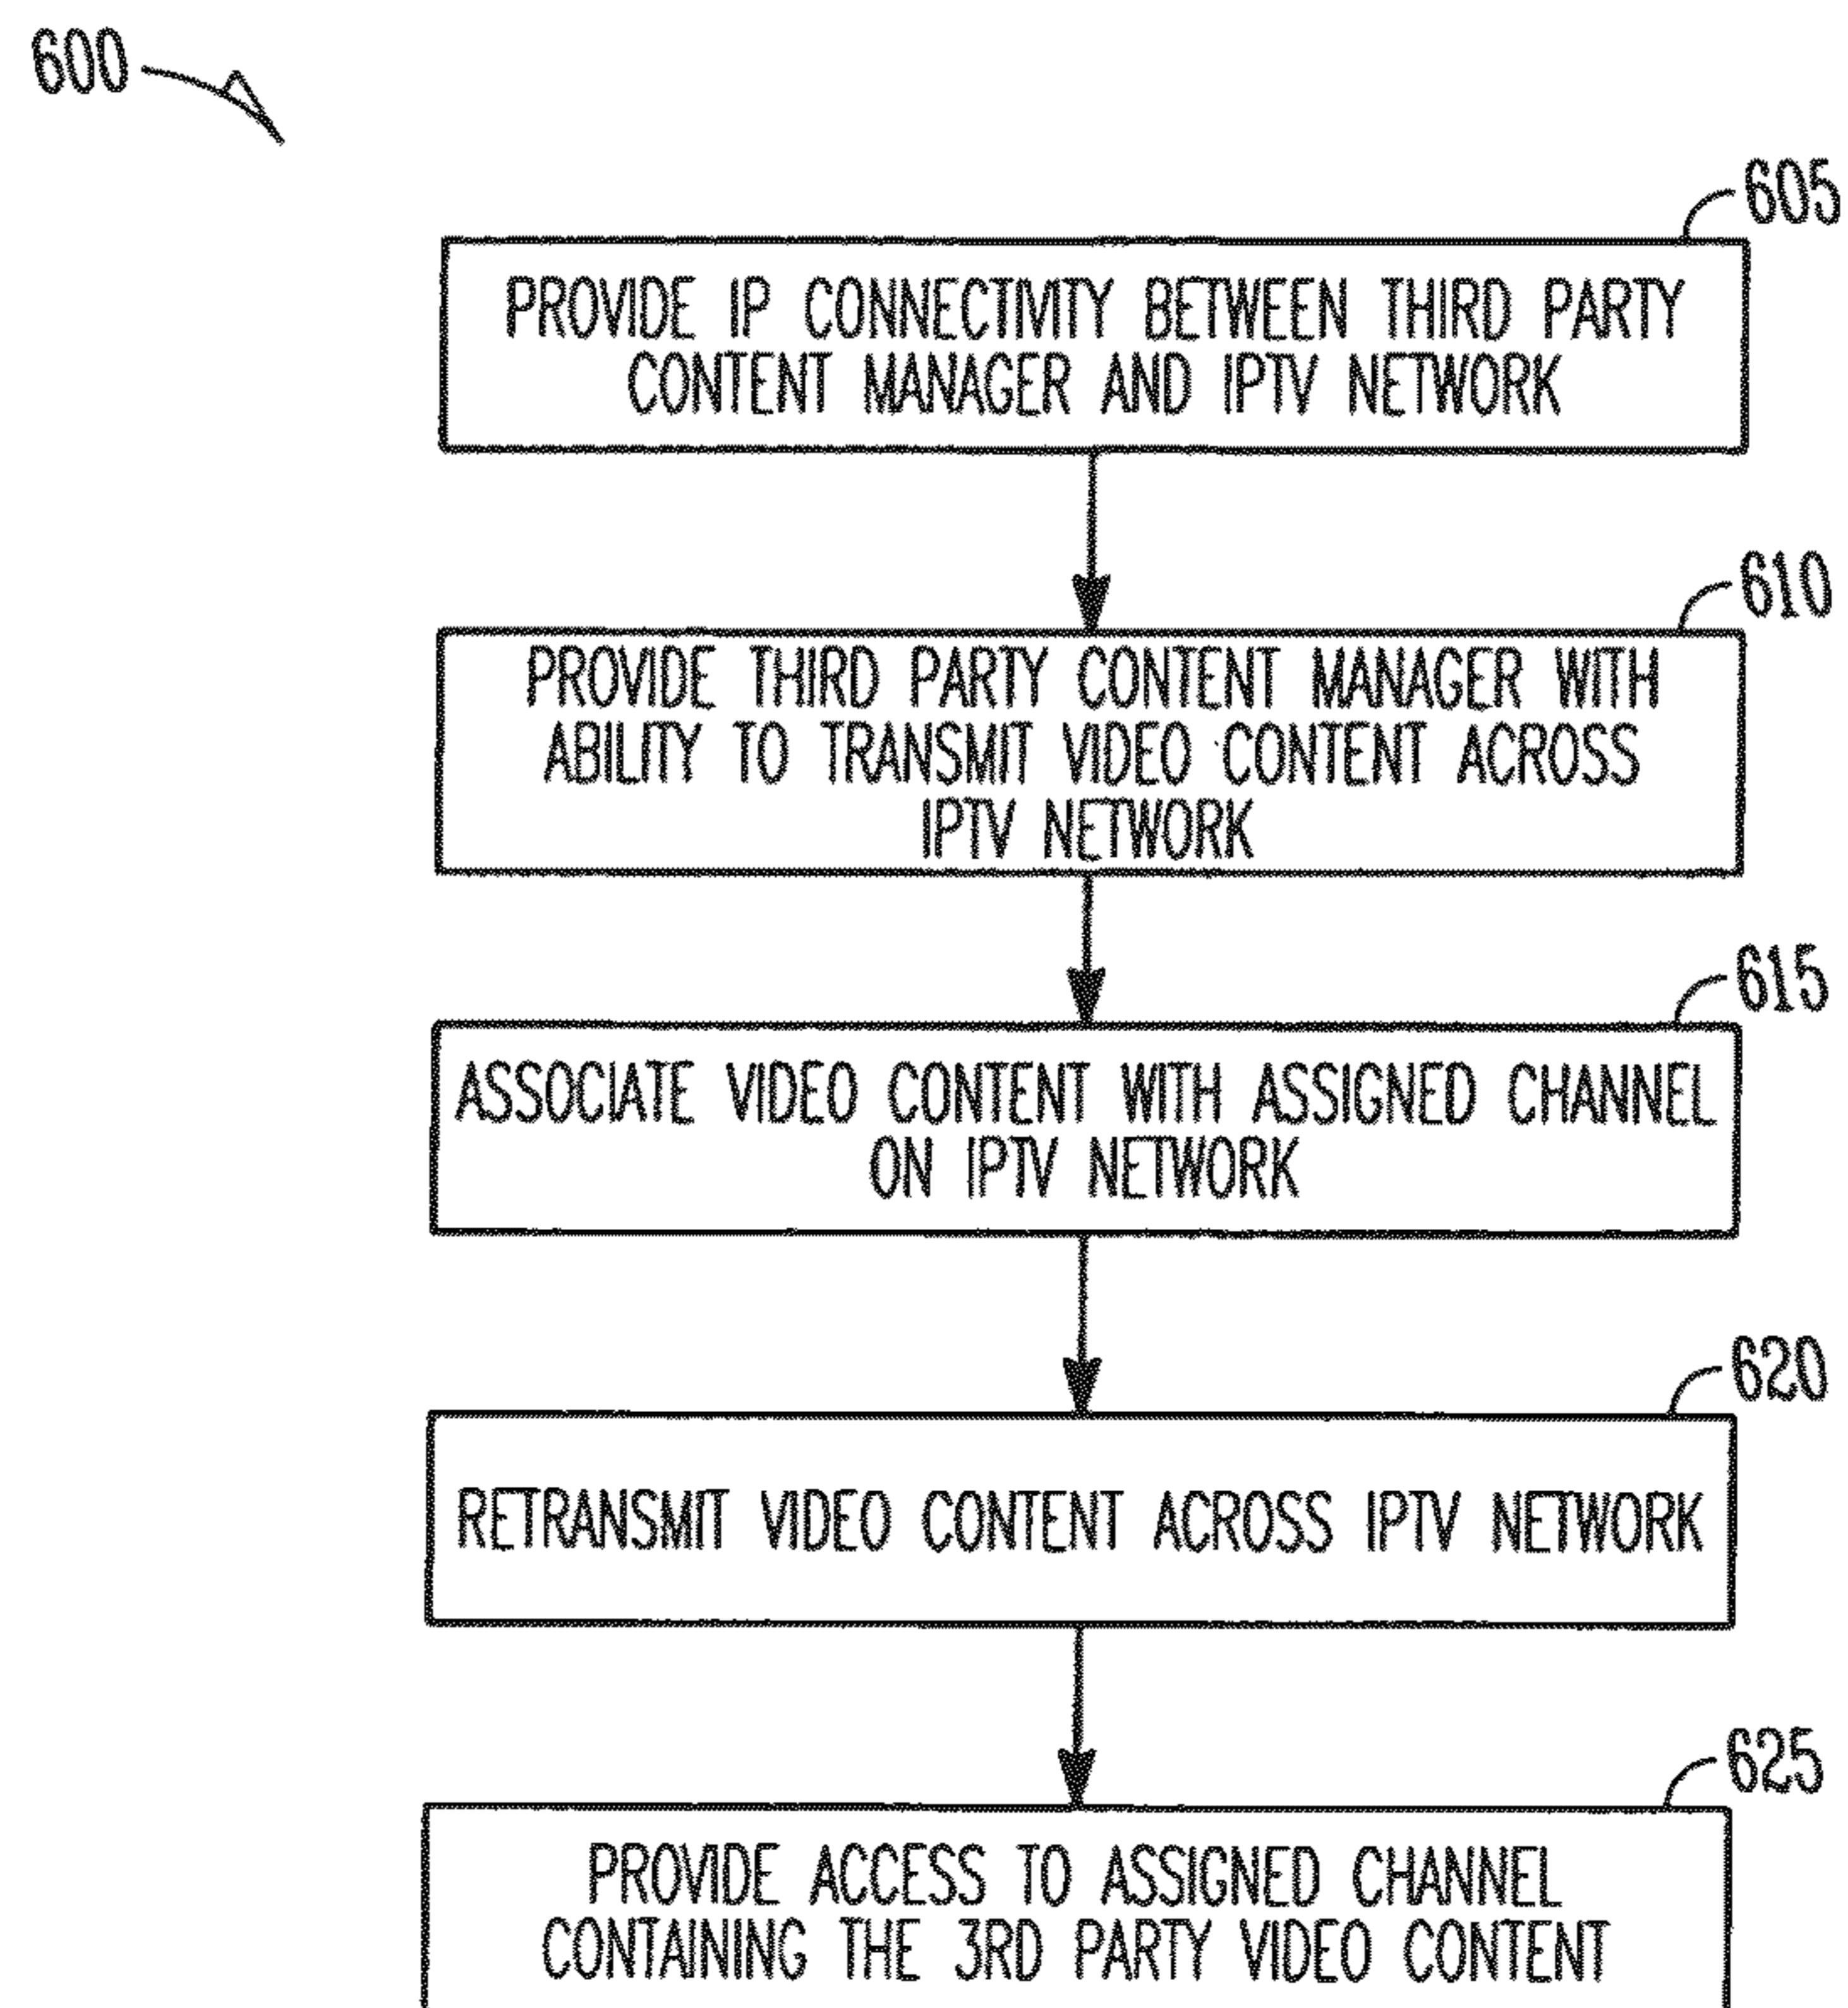 600
605
PROVIDE IP CONNECTIVITY BETWEEN THIRD PARTY
CONTENT MANAGER AND IPTV NETWORK
610
PROVIDE THIRD PARTY CONTENT MANAGER WITH
ABILITY TO TRANSMIT VIDEO CONTENT ACROSS
IPTV NETWORK
615
ASSOCIATE VIDEO CONTENT WITH ASSIGNED CHANNEL
ON IPTV NETWORK
620
RETRANSMIT VIDEO CONTENT ACROSS IPTV NETWORK
625
PROVIDE ACCESS TO ASSIGNED CHANNEL
CONTAINING THE 3RD PARTY VIDEO CONTENT